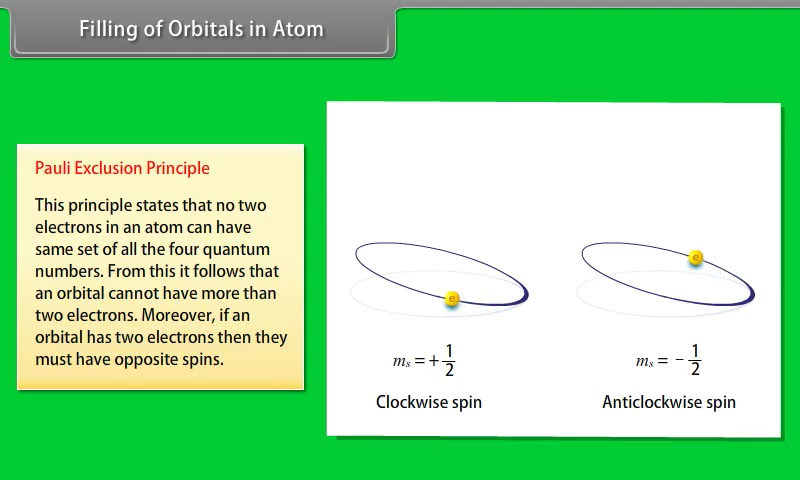 Filling of Orbitals in Atom
Pauli Exclusion Principle
This principle states that no two
electrons in an atom can have
same set of all the four quantum
numbers. From this it follows that
an orbital cannot have more than
two electrons. Moreover, if an
orbital has two electrons then they
must have opposite spins.
e
e
mₛ = + 1/2
mₛ = − 1/2
Clockwise spin
Anticlockwise spin